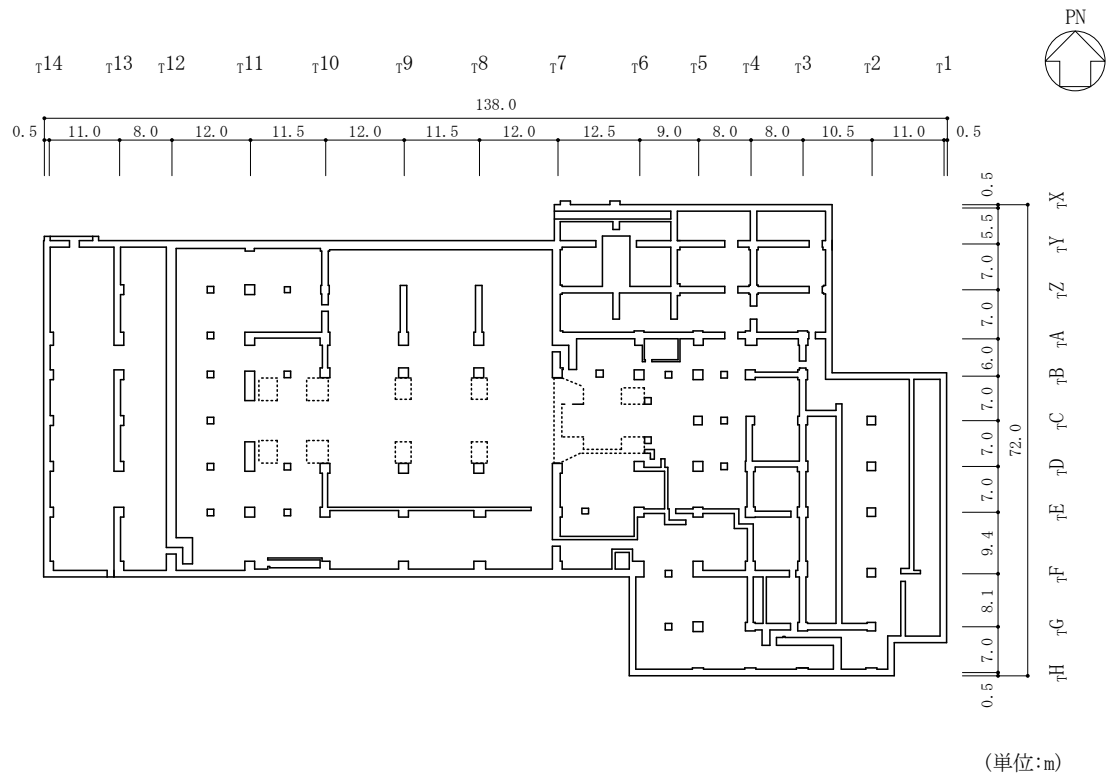 PN
T14 T13 T12 T11 T10 T9 T8 T7 T6 T5 T4 T3 T2 T1
138.0
0.5 11.0 8.0 12.0 11.5 12.0 11.5 12.0 12.5 9.0 8.0 8.0 10.5 11.0 0.5
0.5 5.5 7.0 7.0 6.0 7.0 7.0 7.0 9.4 8.1 7.0 0.5
72.0
TX
TY
TZ
TA
TB
TC
TD
TE
TF
TG
TH
(単位:m)